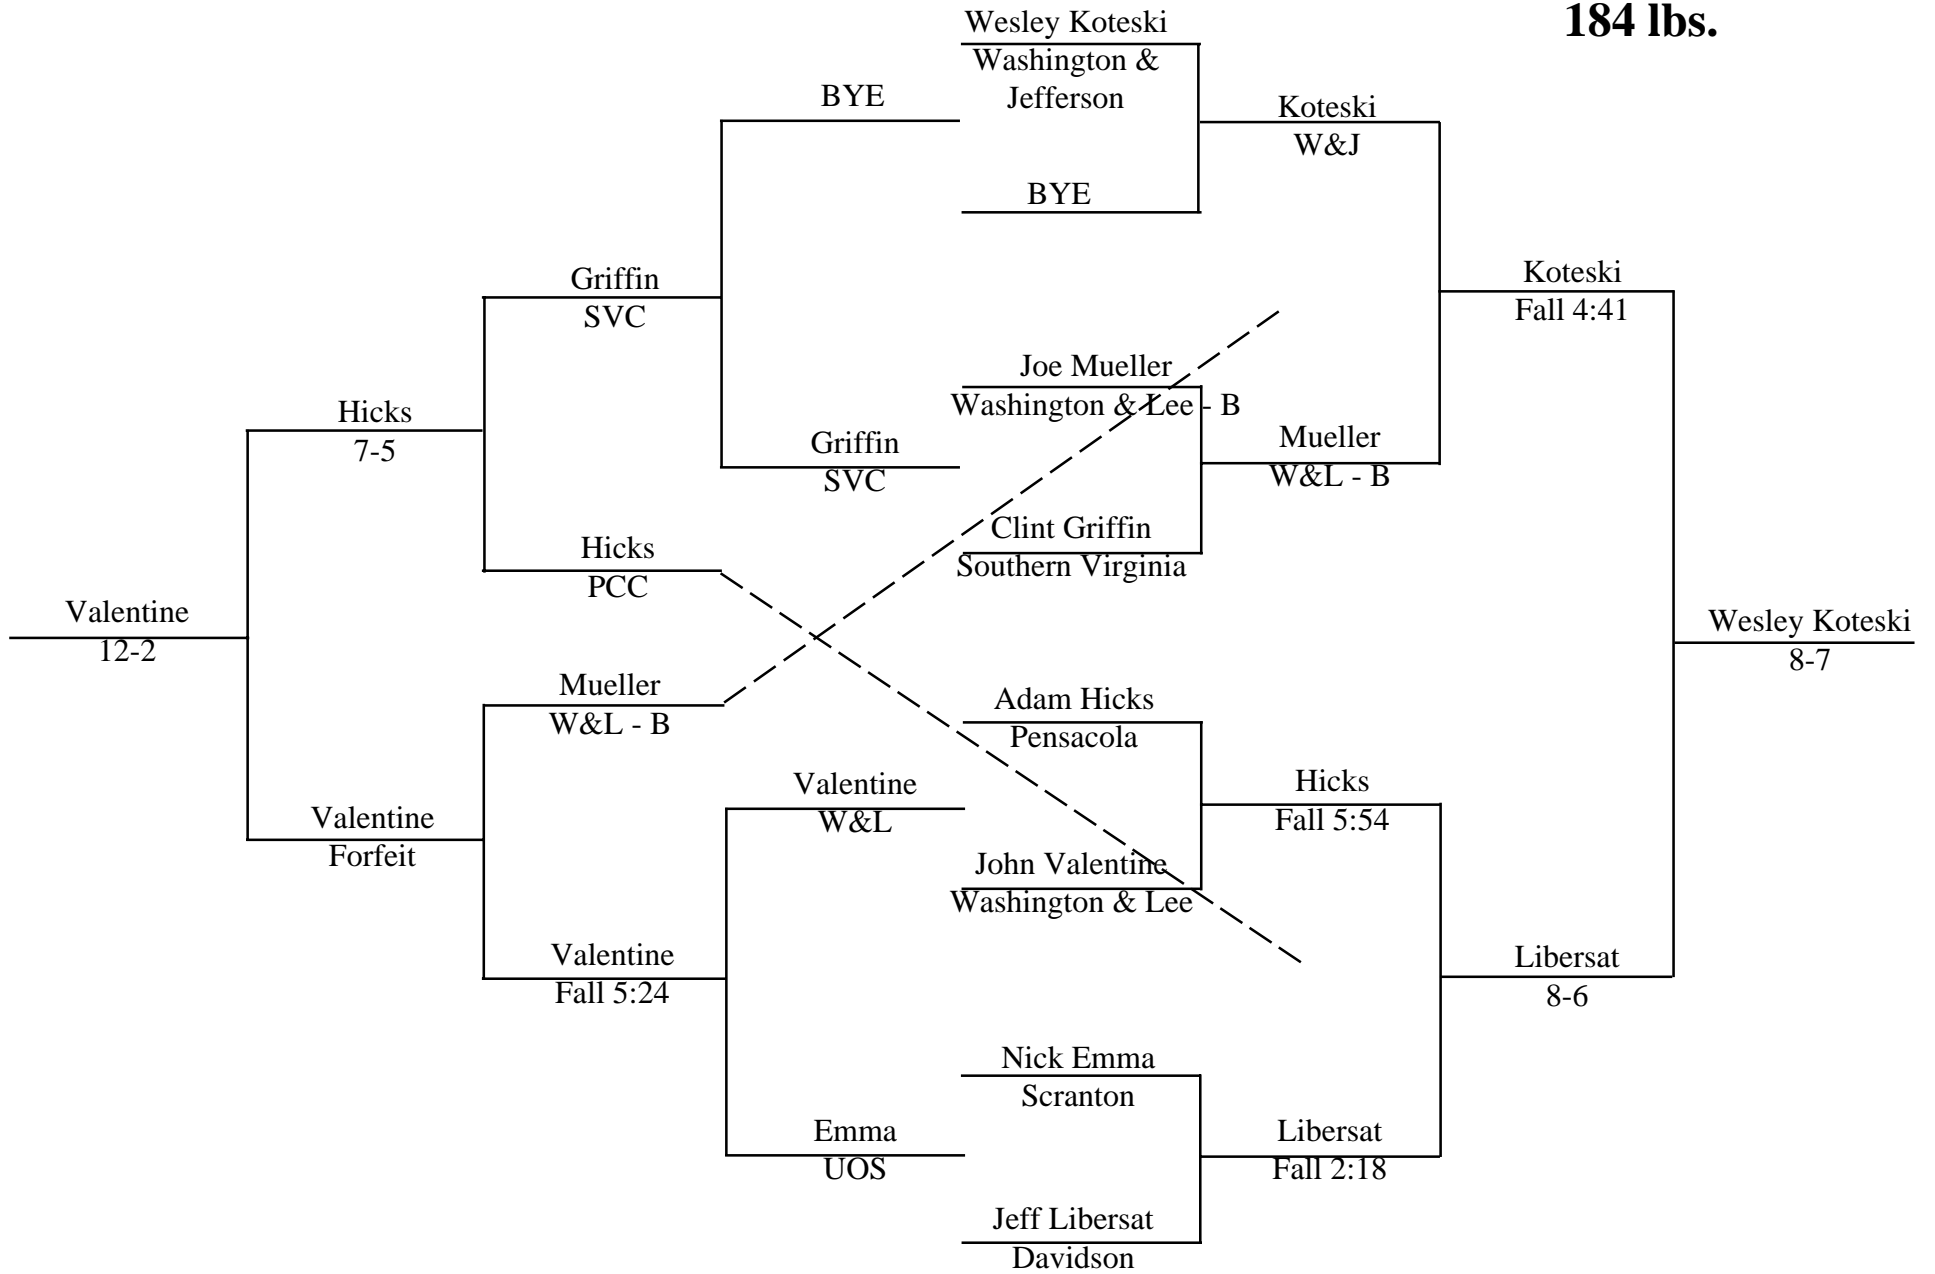 184 lbs.
Wesley Koteski
Washington &
Jefferson
BYE
Koteski
W&J
BYE
Koteski
Fall 4:41
Griffin
SVC
Joe Mueller
Washington & Lee - B
Hicks
7-5
Griffin
SVC
Mueller
W&L - B
Clint Griffin
Southern Virginia
Hicks
PCC
Valentine
12-2
Wesley Koteski
8-7
Mueller
W&L - B
Adam Hicks
Pensacola
Valentine
W&L
Hicks
Fall 5:54
Valentine
Forfeit
John Valentine
Washington & Lee
Valentine
Fall 5:24
Libersat
8-6
Nick Emma
Scranton
Emma
UOS
Libersat
Fall 2:18
Jeff Libersat
Davidson